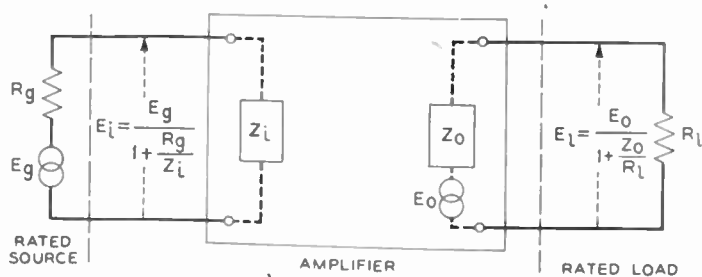 Rg
Eg
Ei = Eg / 1 + Rg / Zi
Zi
Zo
Eo
El = Eo / 1 + Zo / Rl
Rl
RATED SOURCE
AMPLIFIER
RATED LOAD